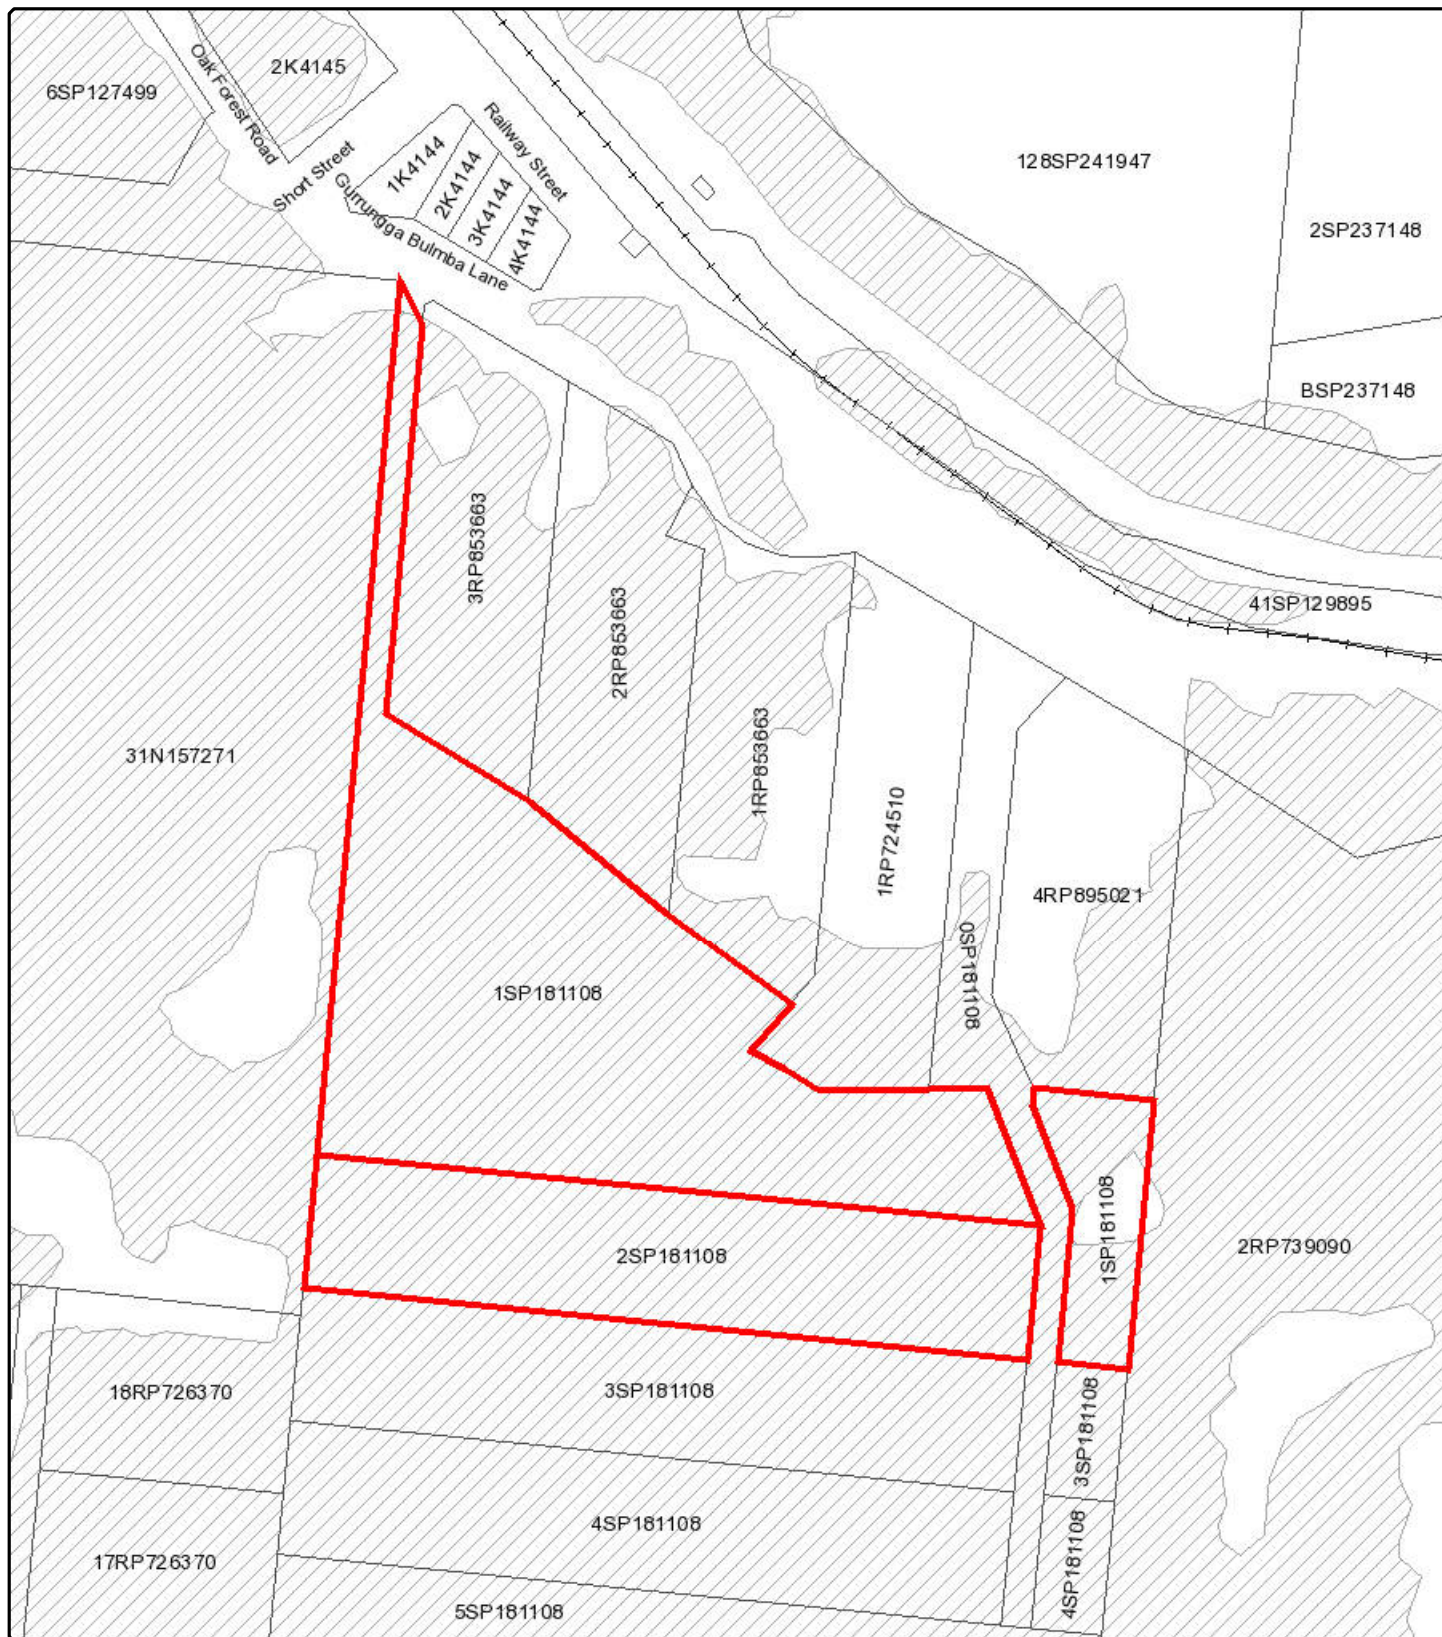 2K4145
6SP127499
Oak Forest Road
Short Street
Railway Street
1K4144
2K4144
3K4144
4K4144
Gurrungga Bulmba Lane
128SP241947
2SP237148
BSP237148
3RP853663
2RP853663
41SP129895
1RP853663
31N157271
1RP724510
4RP895021
0SP181108
1SP181108
1SP181108
2SP181108
2RP739090
18RP726370
3SP181108
3SP181108
4SP181108
4SP181108
17RP726370
5SP181108